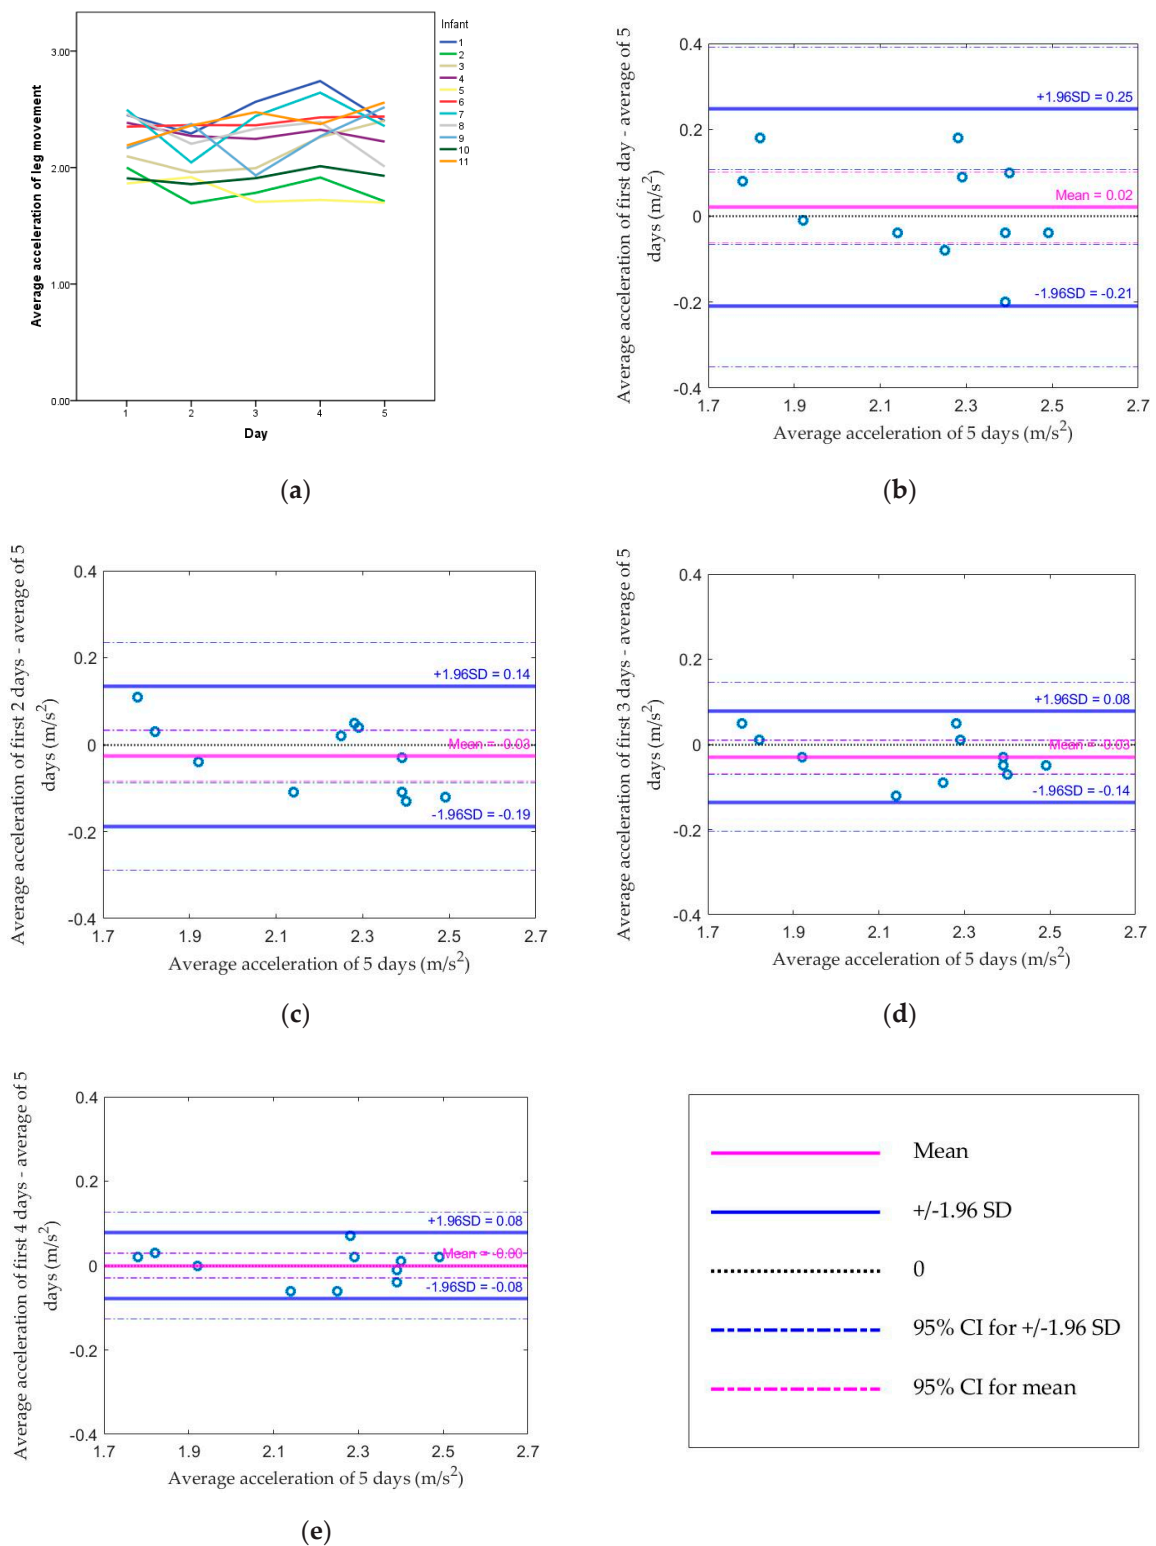 Infant
1
2
3
4
5
6
7
8
9
10
11
3.00
2.00
1.00
0.00
Average acceleration of leg movement
1 2 3 4 5
Day
(a)
Average acceleration of first day - average of 5
days (m/s²)
0.4
0.2
0
-0.2
-0.4
+1.96SD = 0.25
Mean = 0.02
-1.96SD = -0.21
1.7 1.9 2.1 2.3 2.5 2.7
Average acceleration of 5 days (m/s²)
(b)
Average acceleration of first 2 days - average of 5
days (m/s²)
0.4
0.2
0
-0.2
-0.4
+1.96SD = 0.14
Mean = -0.03
-1.96SD = -0.19
1.7 1.9 2.1 2.3 2.5 2.7
Average acceleration of 5 days (m/s²)
(c)
Average acceleration of first 3 days - average of 5
days (m/s²)
0.4
0.2
0
-0.2
-0.4
+1.96SD = 0.08
Mean = -0.03
-1.96SD = -0.14
1.7 1.9 2.1 2.3 2.5 2.7
Average acceleration of 5 days (m/s²)
(d)
Average acceleration of first 4 days - average of 5
days (m/s²)
0.4
0.2
0
-0.2
-0.4
+1.96SD = 0.08
Mean = -0.00
-1.96SD = -0.08
1.7 1.9 2.1 2.3 2.5 2.7
Average acceleration of 5 days (m/s²)
(e)
Mean
+/-1.96 SD
0
95% CI for +/-1.96 SD
95% CI for mean